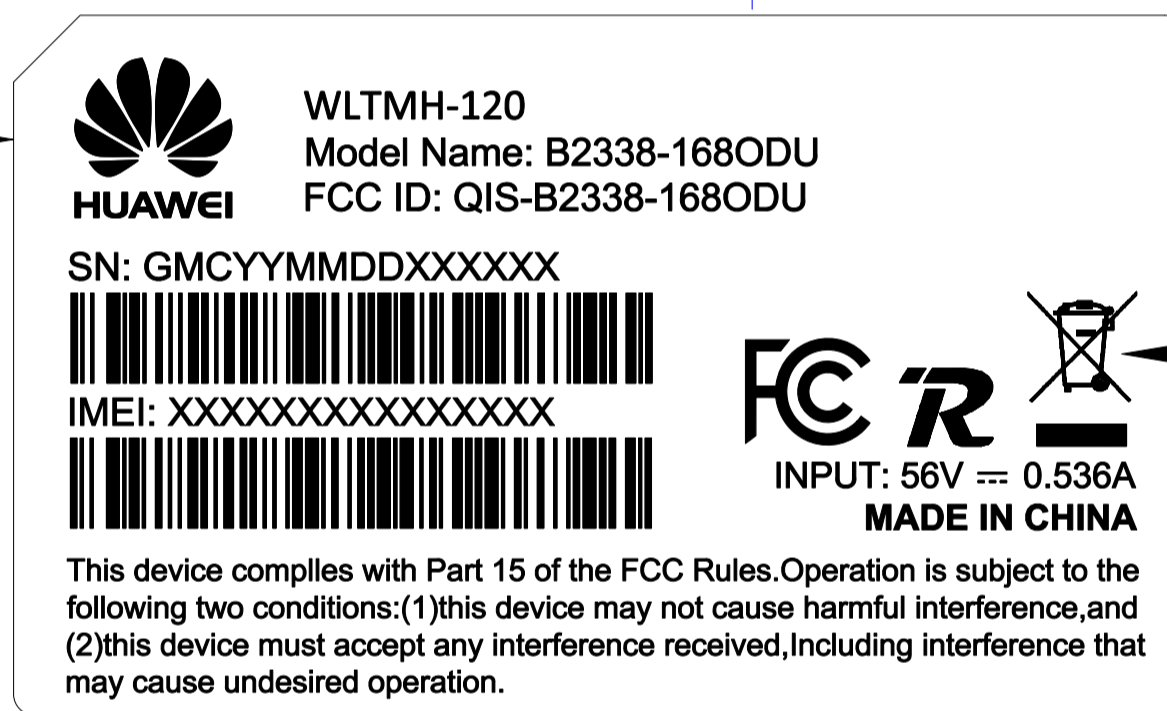 HUAWEI
WLTMH-120
Model Name: B2338-168ODU
FCC ID: QIS-B2338-168ODU
SN: GMCYYMMDDXXXXXX
IMEI: XXXXXXXXXXXXXXX
FC R
INPUT: 56V ⎓ 0.536A
MADE IN CHINA
This device complles with Part 15 of the FCC Rules.Operation is subject to the
following two conditions:(1)this device may not cause harmful interference,and
(2)this device must accept any interference received,Including interference that
may cause undesired operation.